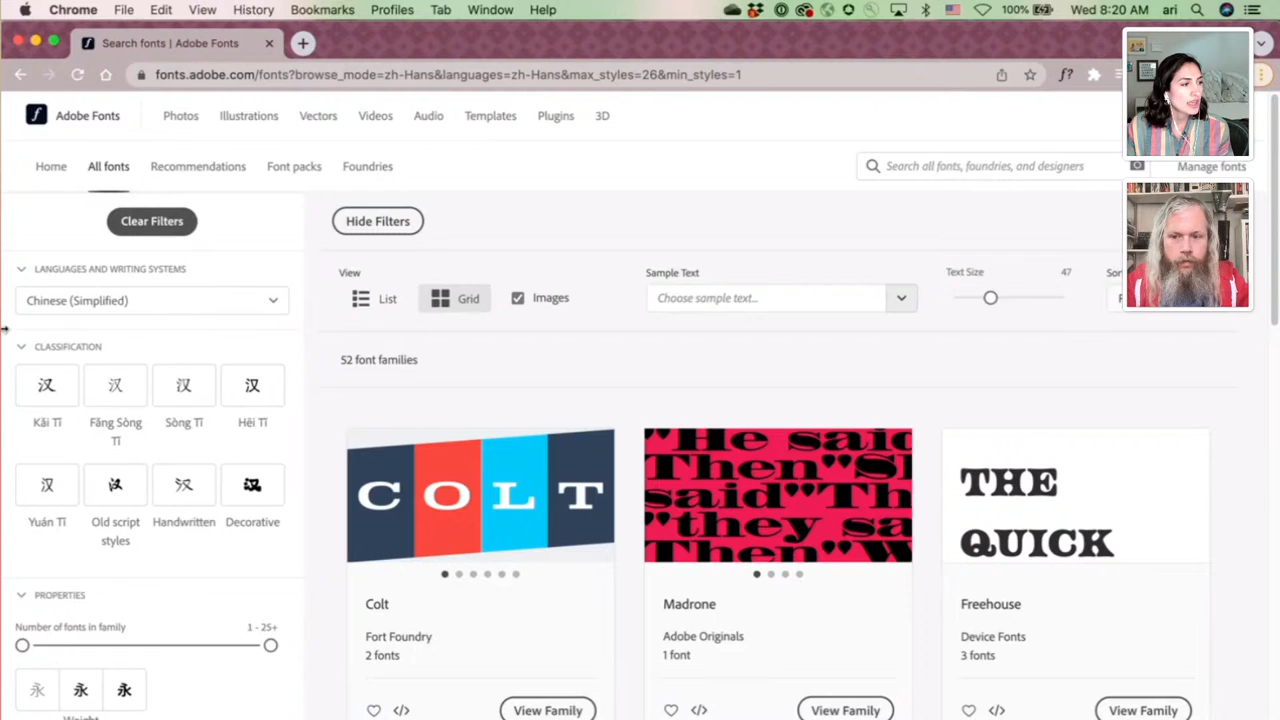 Chrome File Edit View History Bookmarks Profiles Tab Window Help 100% Wed 8:20 AM ari
Search fonts | Adobe Fonts
fonts.adobe.com/fonts?browse_mode=zh-Hans&languages=zh-Hans&max_styles=26&min_styles=1 f?
f Adobe Fonts Photos Illustrations Vectors Videos Audio Templates Plugins 3D
Home All fonts Recommendations Font packs Foundries Search all fonts, foundries, and designers Manage fonts
Clear Filters Hide Filters
LANGUAGES AND WRITING SYSTEMS View Sample Text Text Size 47
Chinese (Simplified) List Grid Images Choose sample text...
CLASSIFICATION 52 font families
汉 汉 汉 汉
Kǎi Tǐ Fǎng Sòng Tǐ Sòng Tǐ Hēi Tǐ
汉 汉 汉 汉
Yuán Tǐ Old script styles Handwritten Decorative
COLT
"He said
Then"
said"Th
"they sa
Then"
THE
QUICK
PROPERTIES Colt Madrone Freehouse
Number of fonts in family 1 - 25+ Fort Foundry Adobe Originals Device Fonts
2 fonts 1 font 3 fonts
永 永 永 </> View Family </> View Family </> View Family